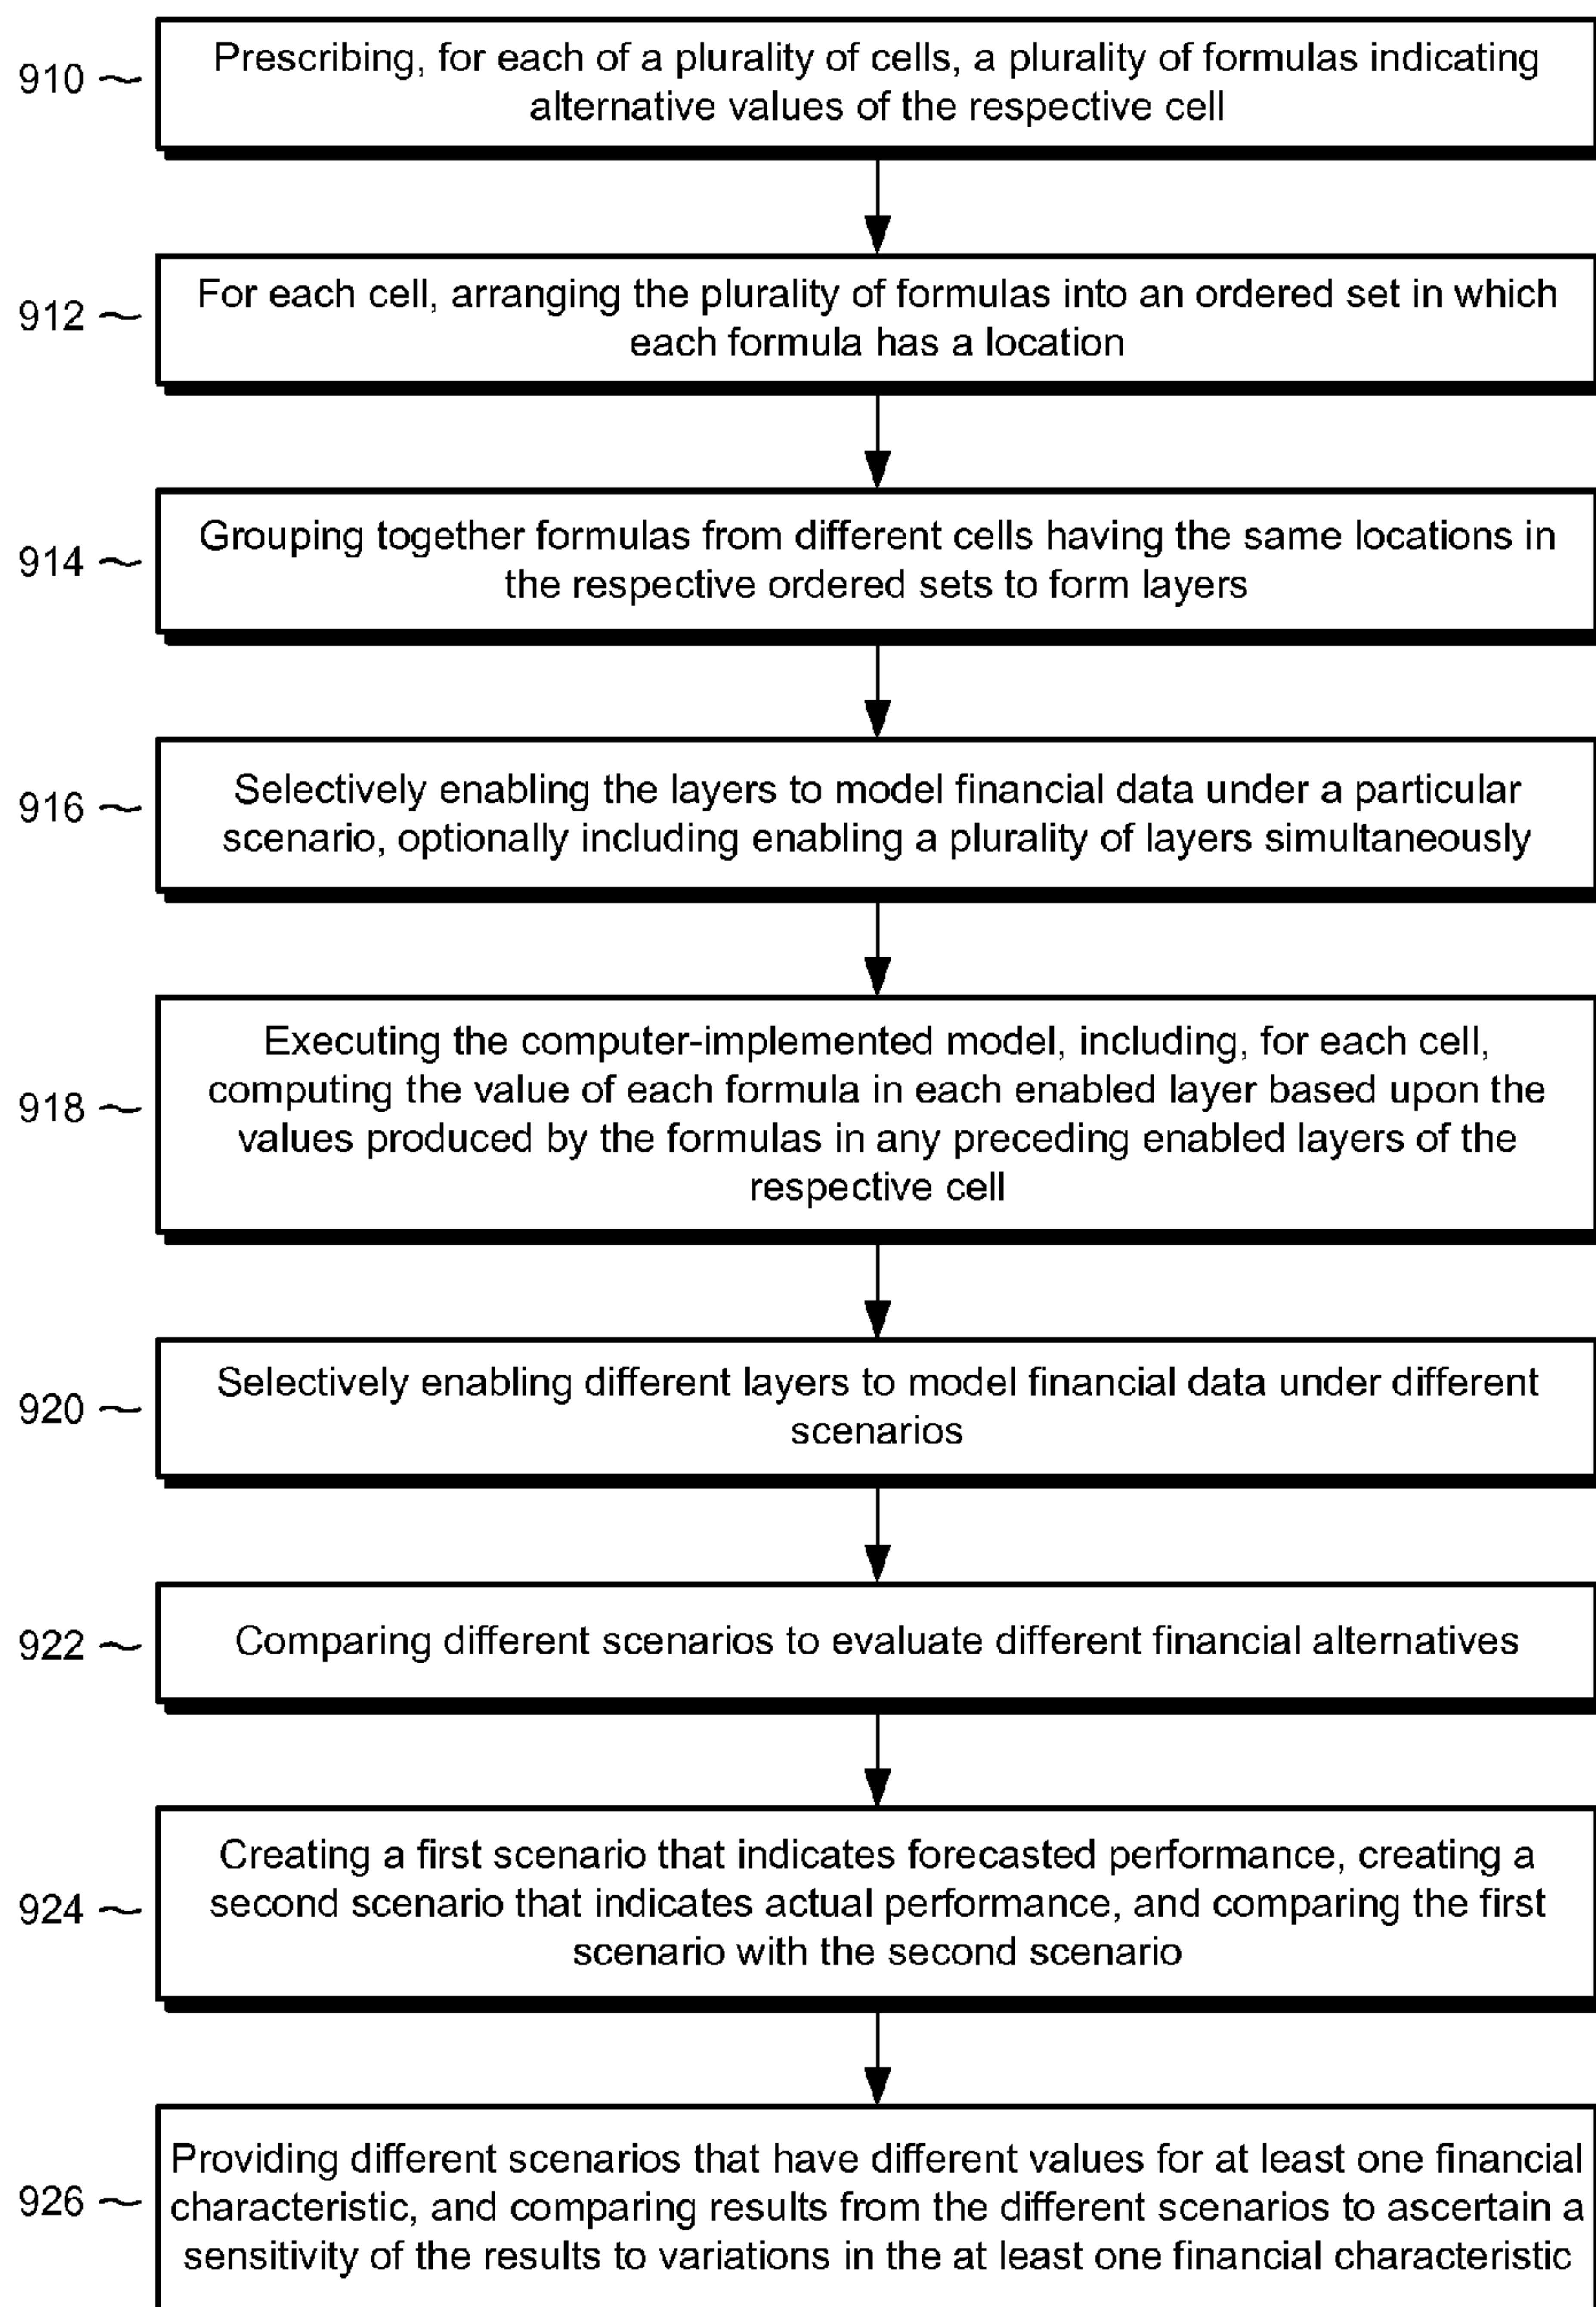 910 ~ Prescribing, for each of a plurality of cells, a plurality of formulas indicating
alternative values of the respective cell
912 ~ For each cell, arranging the plurality of formulas into an ordered set in which
each formula has a location
914 ~ Grouping together formulas from different cells having the same locations in
the respective ordered sets to form layers
916 ~ Selectively enabling the layers to model financial data under a particular
scenario, optionally including enabling a plurality of layers simultaneously
918 ~ Executing the computer-implemented model, including, for each cell,
computing the value of each formula in each enabled layer based upon the
values produced by the formulas in any preceding enabled layers of the
respective cell
920 ~ Selectively enabling different layers to model financial data under different
scenarios
922 ~ Comparing different scenarios to evaluate different financial alternatives
924 ~ Creating a first scenario that indicates forecasted performance, creating a
second scenario that indicates actual performance, and comparing the first
scenario with the second scenario
926 ~ Providing different scenarios that have different values for at least one financial
characteristic, and comparing results from the different scenarios to ascertain a
sensitivity of the results to variations in the at least one financial characteristic